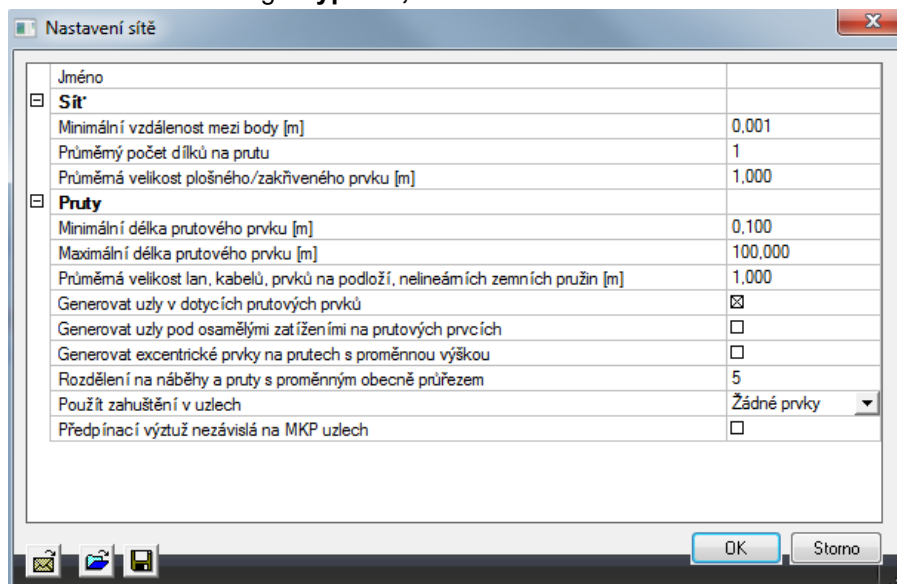 Nastavení sítě
Jméno
Síť
Minimální vzdálenost mezi body [m] 0,001
Průměrný počet dílků na prutu 1
Průměrná velikost plošného/zakřiveného prvku [m] 1,000
Pruty
Minimální délka prutového prvku [m] 0,100
Maximální délka prutového prvku [m] 100,000
Průměrná velikost lan, kabelů, prvků na podloží, nelineárních zemních pružin [m] 1,000
Generovat uzly v dotycích prutových prvků
Generovat uzly pod osamělými zatíženími na prutových prvcích
Generovat excentrické prvky na prutech s proměnnou výškou
Rozdělení na náběhy a pruty s proměnným obecně průřezem 5
Použít zahuštění v uzlech Žádné prvky
Předpínací výztuž nezávislá na MKP uzlech
OK Storno